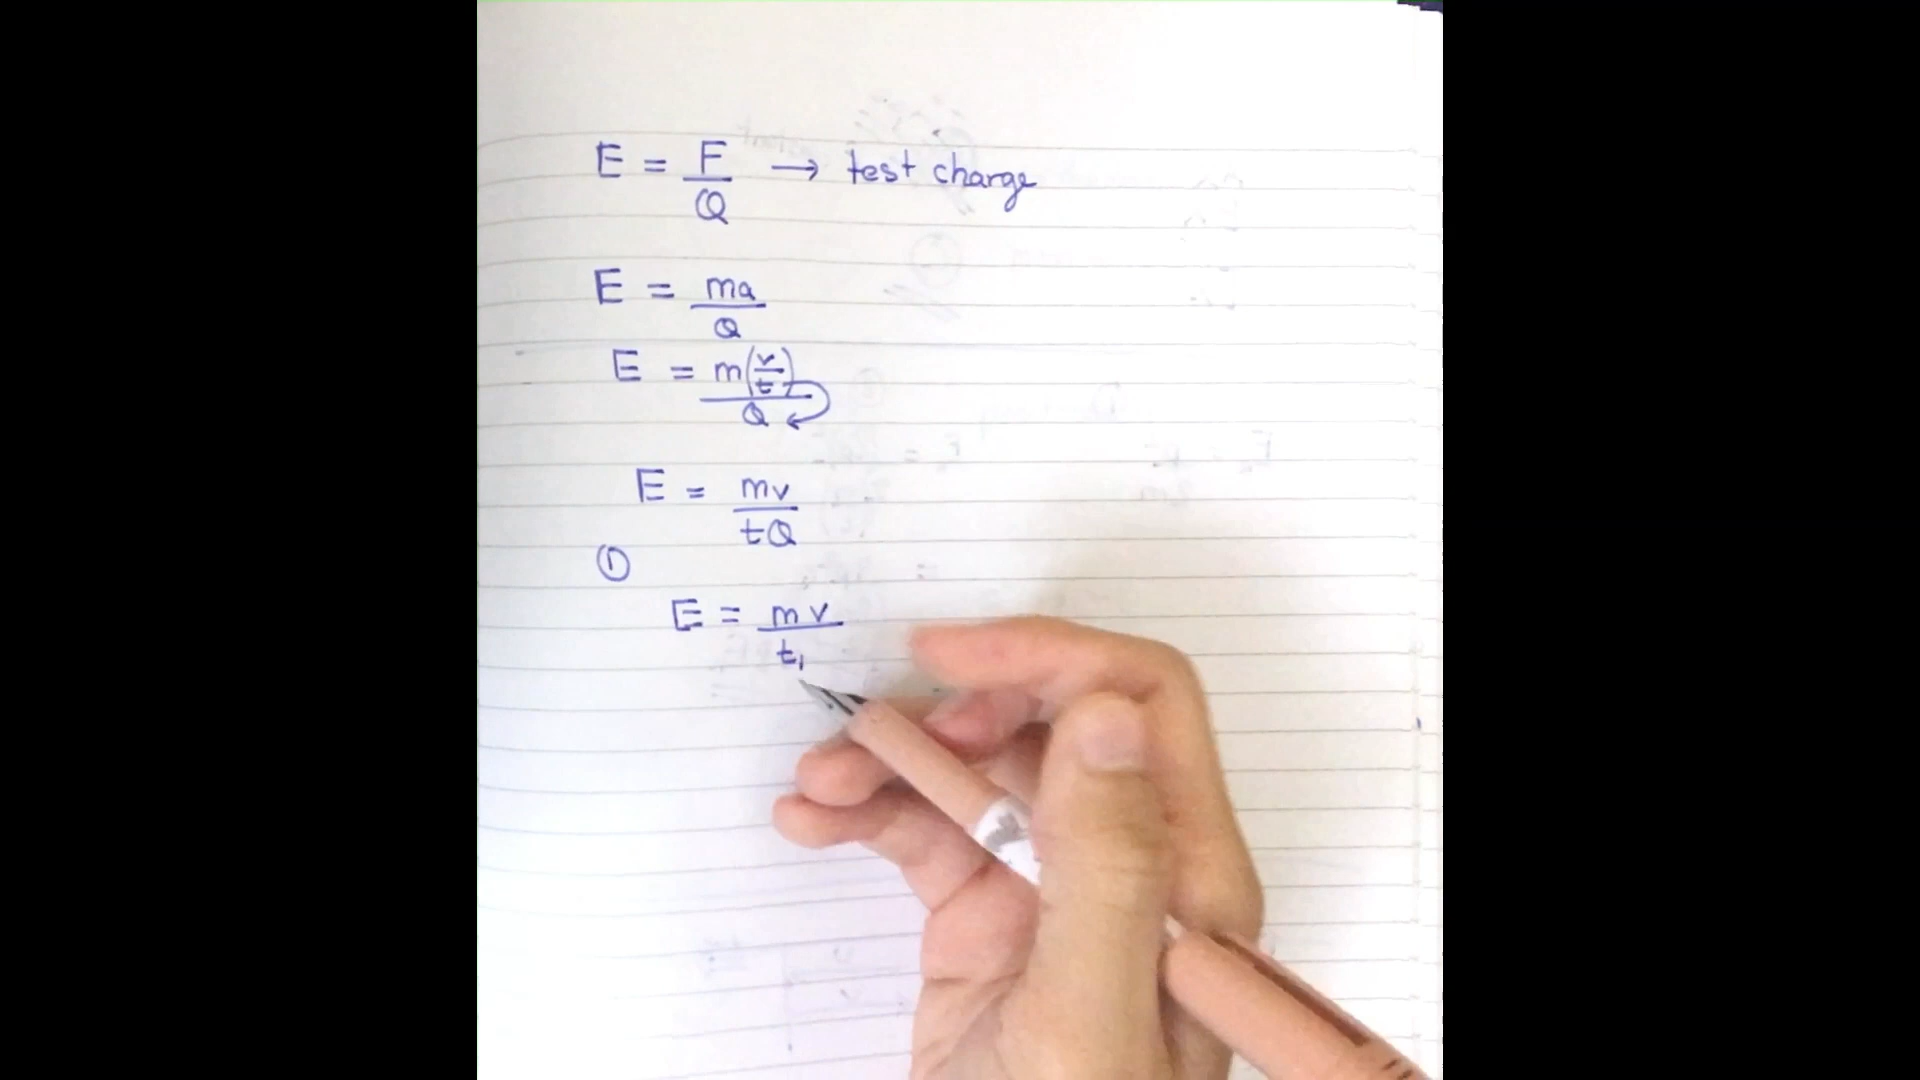 E = F/Q → test charge
E = ma/Q
E = m(v/t)/Q
E = mv/tQ
①
E = mv/t₁